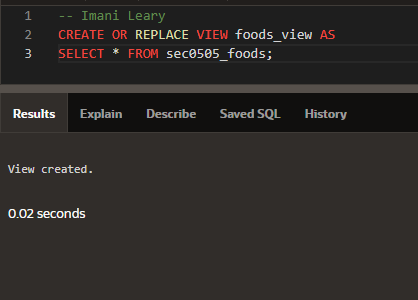 1 -- Imani Leary
2 CREATE OR REPLACE VIEW foods_view AS
3 SELECT * FROM sec0505_foods;
Results Explain Describe Saved SQL History
View created.
0.02 seconds